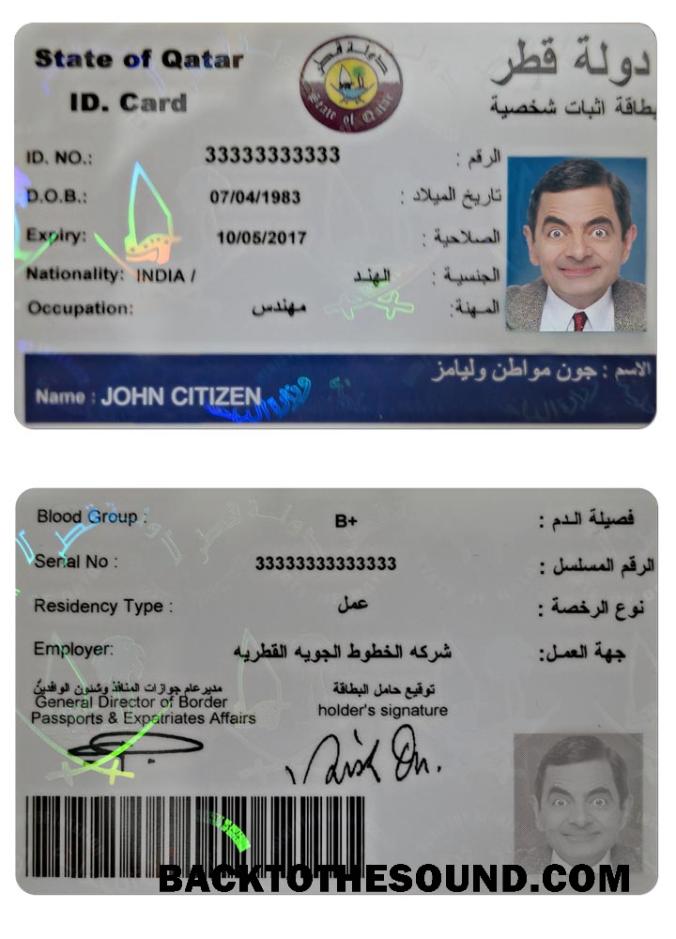 State of Qatar
دولة قطر
ID. Card
بطاقة اثبات شخصية
دولة قطر
State of Qatar
ID. NO.: 33333333333 الرقم :
D.O.B.: 07/04/1983 تاريخ الميلاد :
Expiry: 10/05/2017 الصلاحية :
Nationality: INDIA / الهند الجنسية :
Occupation: مهندس المهنة:
الاسم : جون مواطن وليامز
Name : JOHN CITIZEN
Blood Group : B+ فصيلة الدم :
Serial No : 33333333333333 الرقم المسلسل :
Residency Type : عمل نوع الرخصة :
Employer: شركه الخطوط الجويه القطريه جهة العمل:
مدير عام جوازات المنافذ وشئون الوافدين
General Director of Border
Passports & Expatriates Affairs
توقيع حامل البطاقة
holder's signature
BACKTOTHESOUND.COM